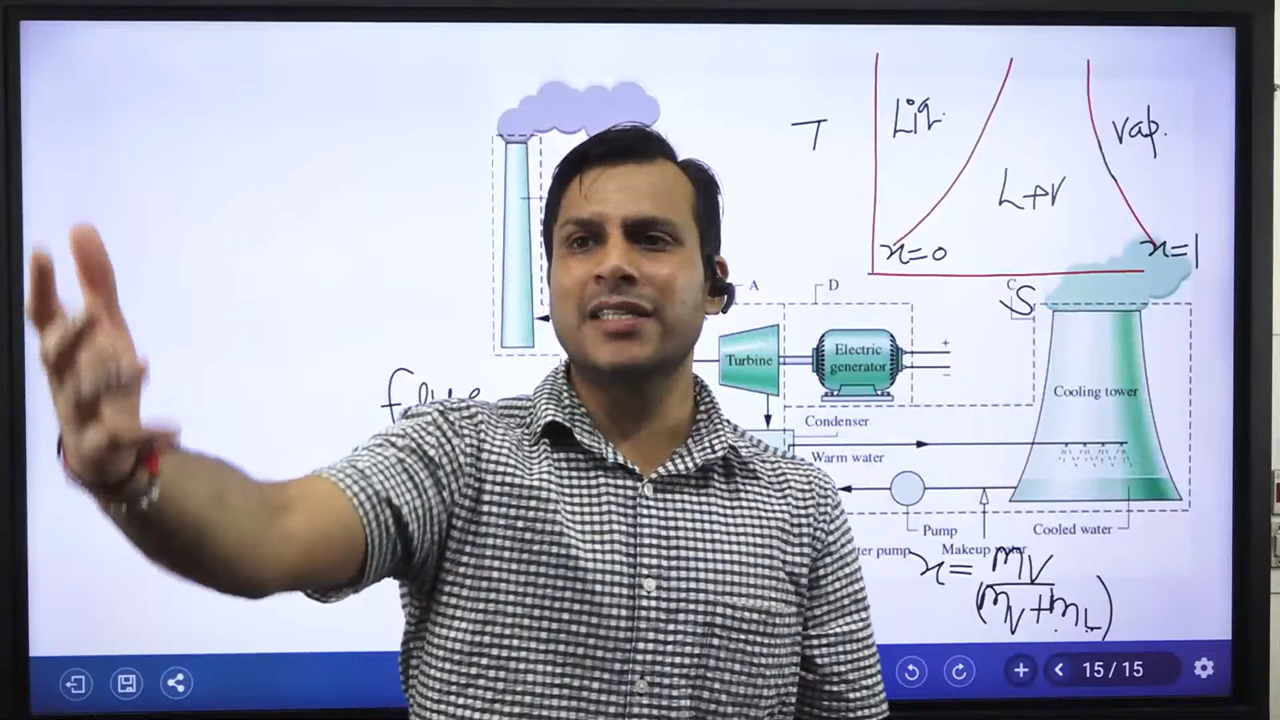 Liq.
T
vap.
L+V
x=0
x=1
S
A
D
C
Turbine
Electric
generator
+
−
Cooling tower
Condenser
Warm water
Pump
Cooled water
ter pump
Makeup water
x = mv
(mv+mL)
15/15